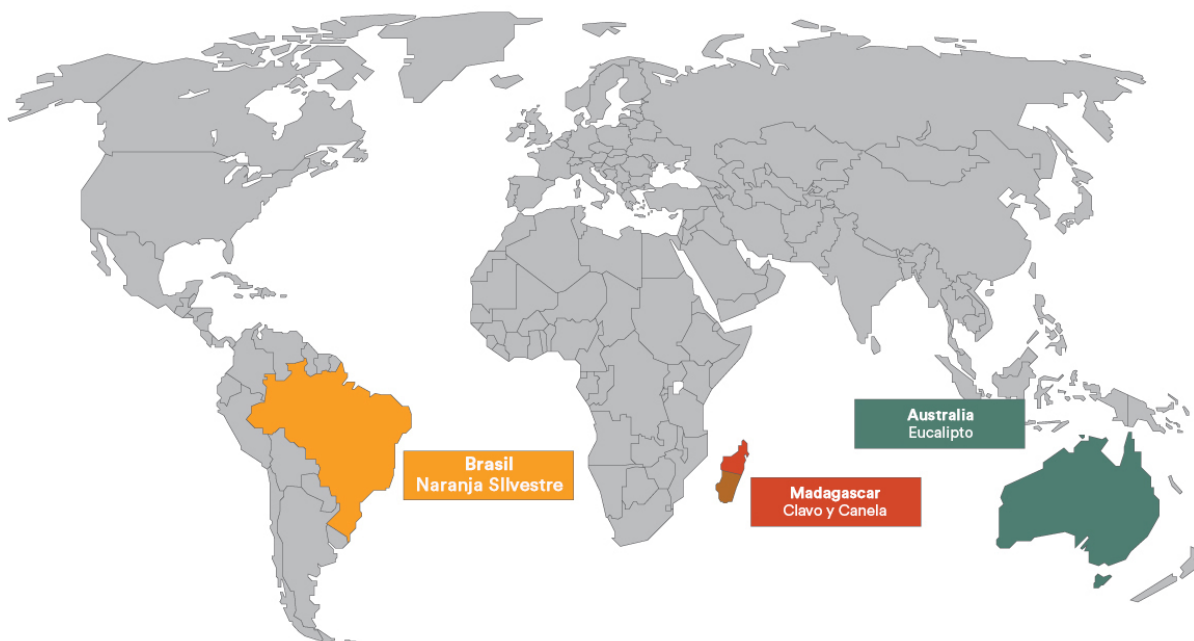 Australia
Eucalipto
Brasil
Naranja SIlvestre
Madagascar
Clavo y Canela